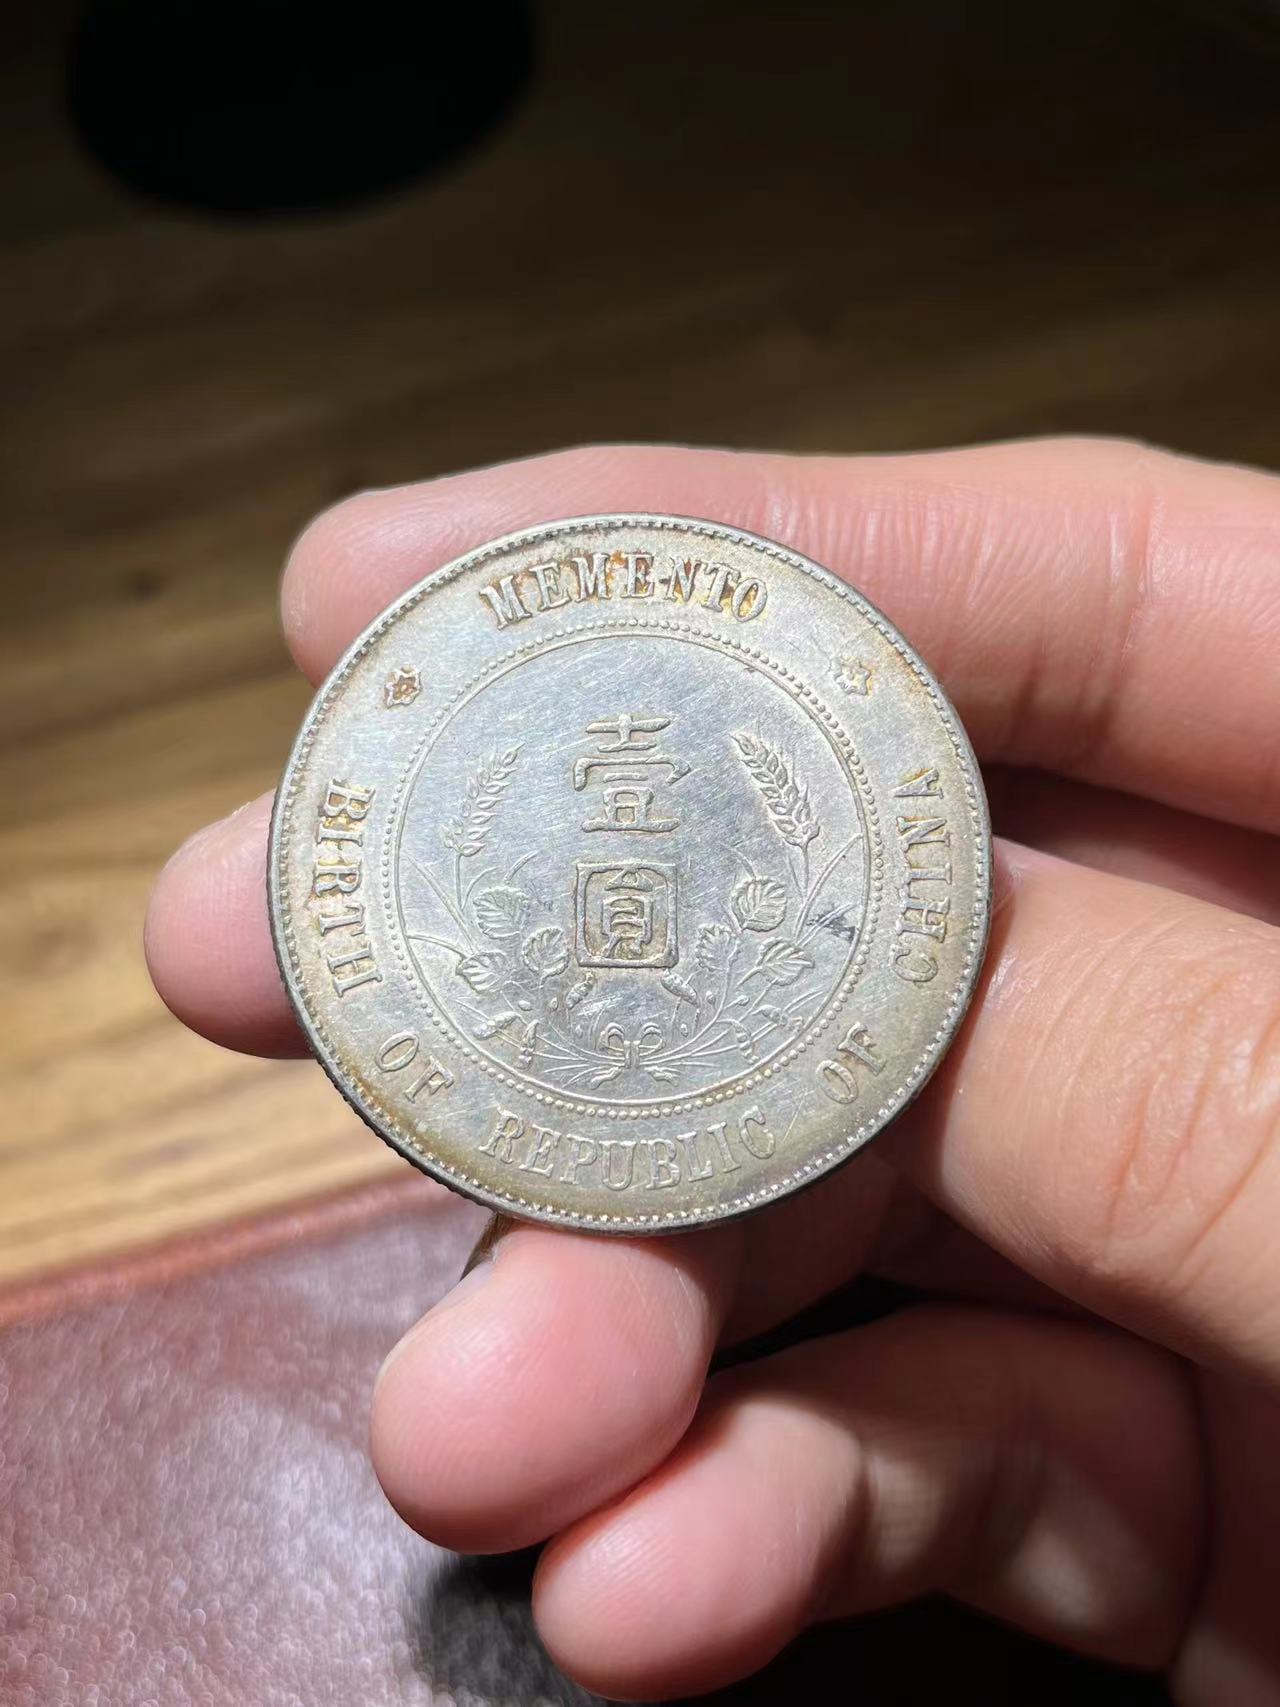 MEMENTO
壹
圓
BIRTH OF REPUBLIC OF CHINA